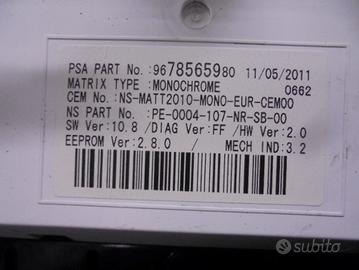 PSA PART No.:9678565980 11/05/2011
MATRIX TYPE :MONOCHROME 0662
CEM No.:NS-MATT2010-MONO-EUR-CEM00
NS PART No.: PE-0004-107-NR-SB-00
SW Ver:10.8 /DIAG Ver:FF /HW Ver:2.0
EEPROM Ver:2.8.0 / MECH IND:3.2
subito